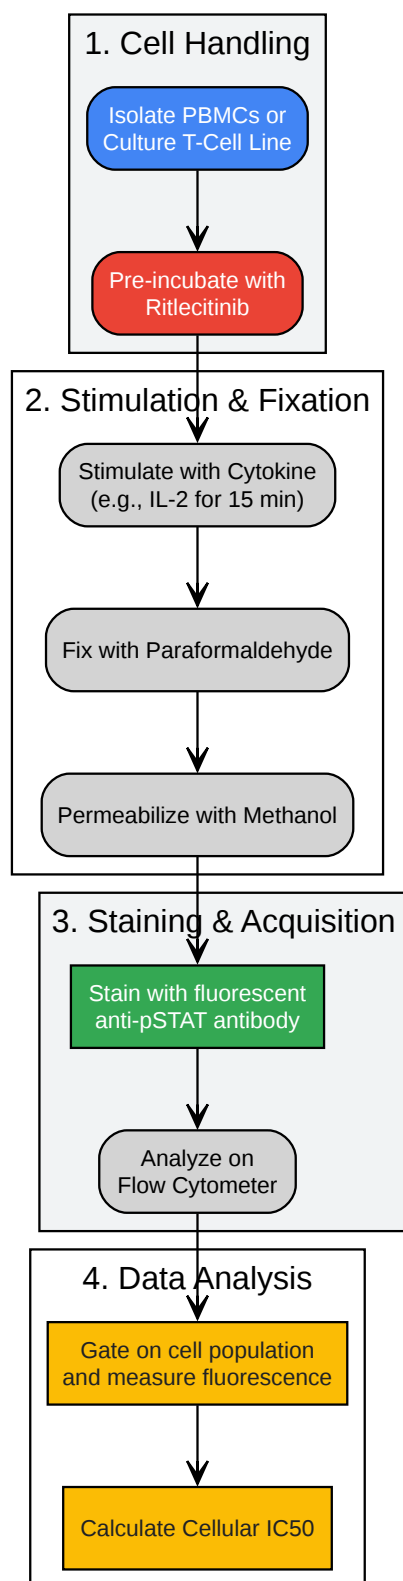 1. Cell Handling
Isolate PBMCs or
Culture T-Cell Line
Pre-incubate with
Ritlecitinib
2. Stimulation & Fixation
Stimulate with Cytokine
(e.g., IL-2 for 15 min)
Fix with Paraformaldehyde
Permeabilize with Methanol
3. Staining & Acquisition
Stain with fluorescent
anti-pSTAT antibody
Analyze on
Flow Cytometer
4. Data Analysis
Gate on cell population
and measure fluorescence
Calculate Cellular IC50